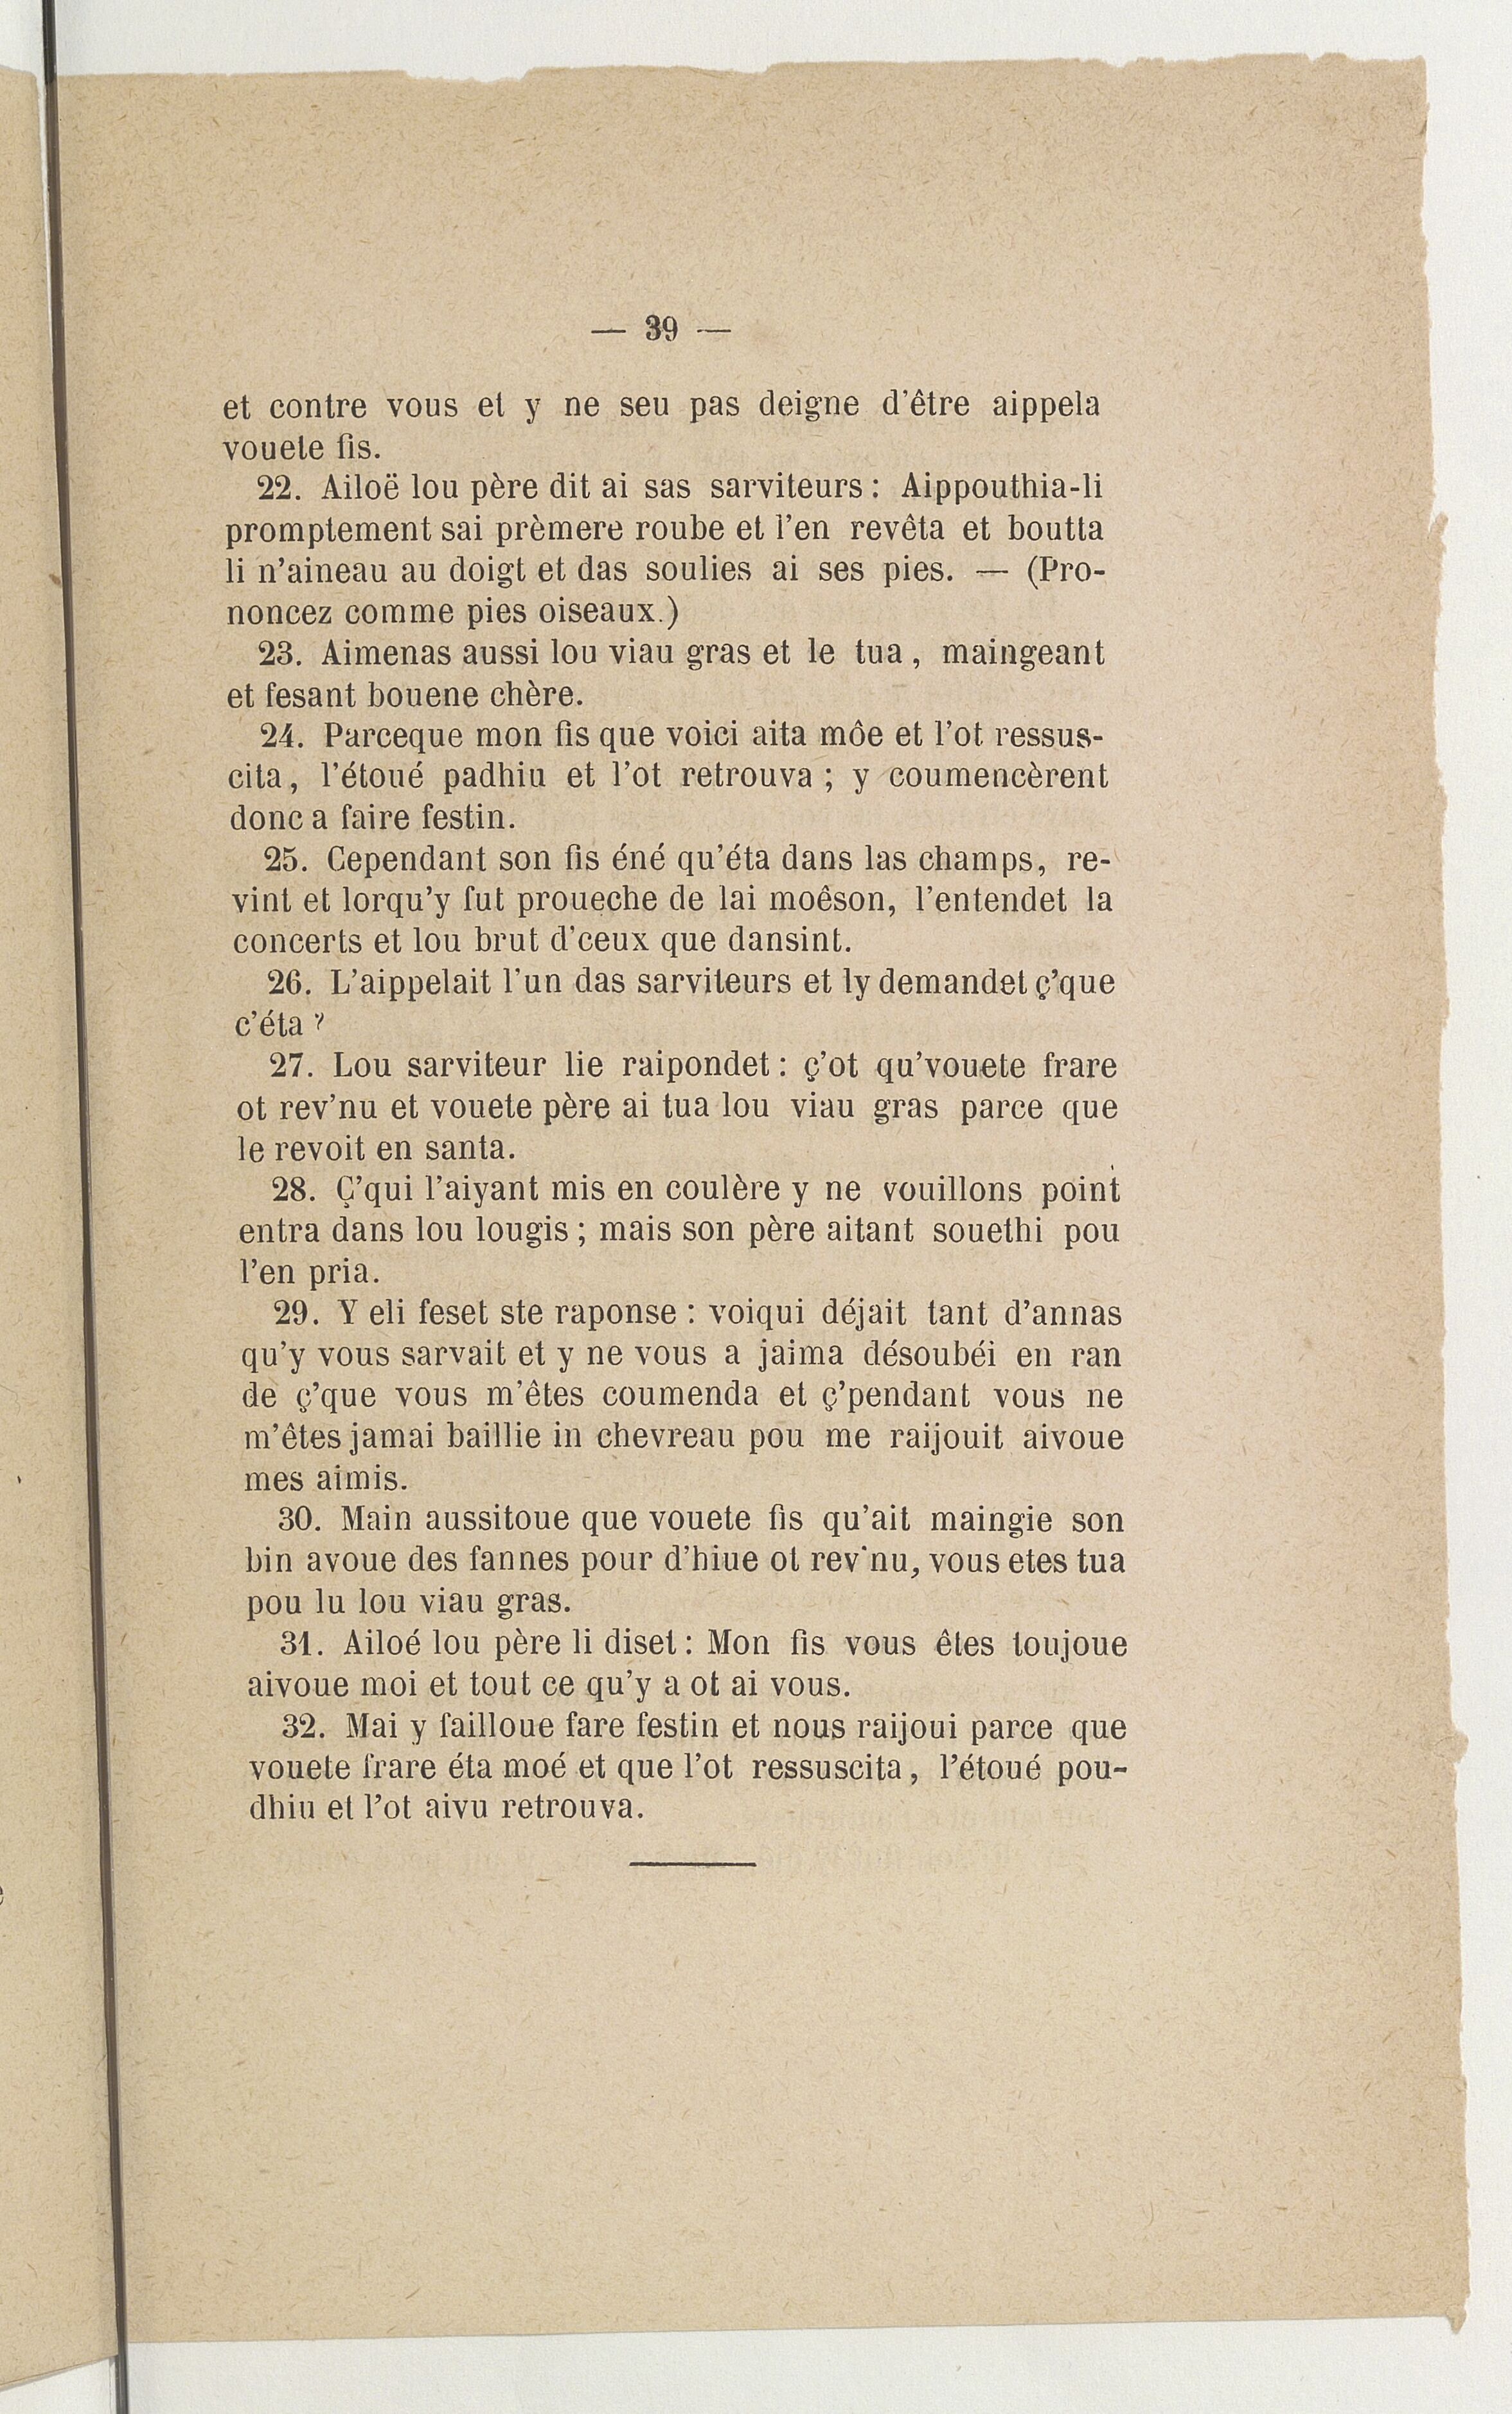 — 39 —
et contre vous et y ne seu pas deigne d'être aippela
vouete fis.
22. Ailoë lou père dit ai sas sarviteurs : Aippouthia-li
promptement sai prèmere roube et l'en revêta et boutta
li n'aineau au doigt et das soulies ai ses pies. — (Pro-
noncez comme pies oiseaux.)
23. Aimenas aussi lou viau gras et le tua, maingeant
et fesant bouene chère.
24. Parceque mon fis que voici aita môe et l'ot ressus-
cita, l'étoué padhiu et l'ot retrouva ; y coumencèrent
donc a faire festin.
25. Cependant son fis éné qu'éta dans las champs, re-
vint et lorqu'y fut proueche de lai moêson, l'entendet la
concerts et lou brut d'ceux que dansint.
26. L'aippelait l'un das sarviteurs et ly demandet ç'que
c'éta ?
27. Lou sarviteur lie raipondet : ç'ot qu'vouete frare
ot rev'nu et vouete père ai tua lou viau gras parce que
le revoit en santa.
28. Ç'qui l'aiyant mis en coulère y ne vouillons point
entra dans lou lougis ; mais son père aitant souethi pou
l'en pria.
29. Y eli feset ste raponse : voiqui déjait tant d'annas
qu'y vous sarvait et y ne vous a jaima désoubéi en ran
de ç'que vous m'êtes coumenda et ç'pendant vous ne
m'êtes jamai baillie in chevreau pou me raijouit aivoue
mes aimis.
30. Main aussitoue que vouete fis qu'ait maingie son
bin avoue des fannes pour d'hiue ot rev'nu, vous etes tua
pou lu lou viau gras.
31. Ailoé lou père li diset : Mon fis vous êtes toujoue
aivoue moi et tout ce qu'y a ot ai vous.
32. Mai y failloue fare festin et nous raijoui parce que
vouete frare éta moé et que l'ot ressuscita, l'étoué pou-
dhiu et l'ot aivu retrouva.